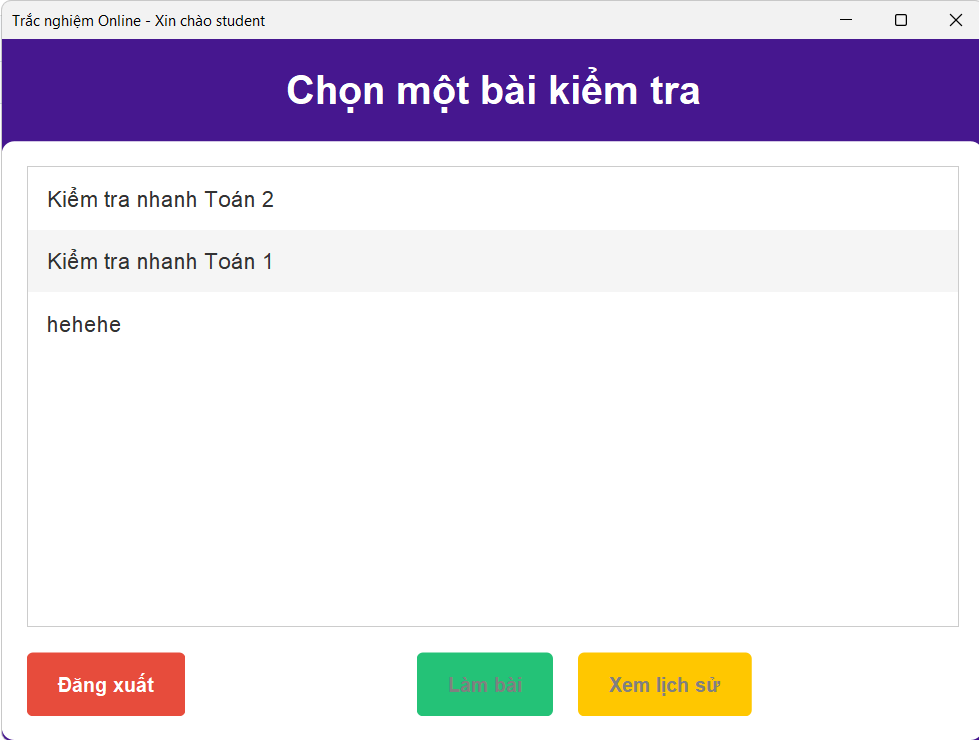 Trắc nghiệm Online - Xin chào student
Chọn một bài kiểm tra
Kiểm tra nhanh Toán 2
Kiểm tra nhanh Toán 1
hehehe
Đăng xuất
Làm bài
Xem lịch sử